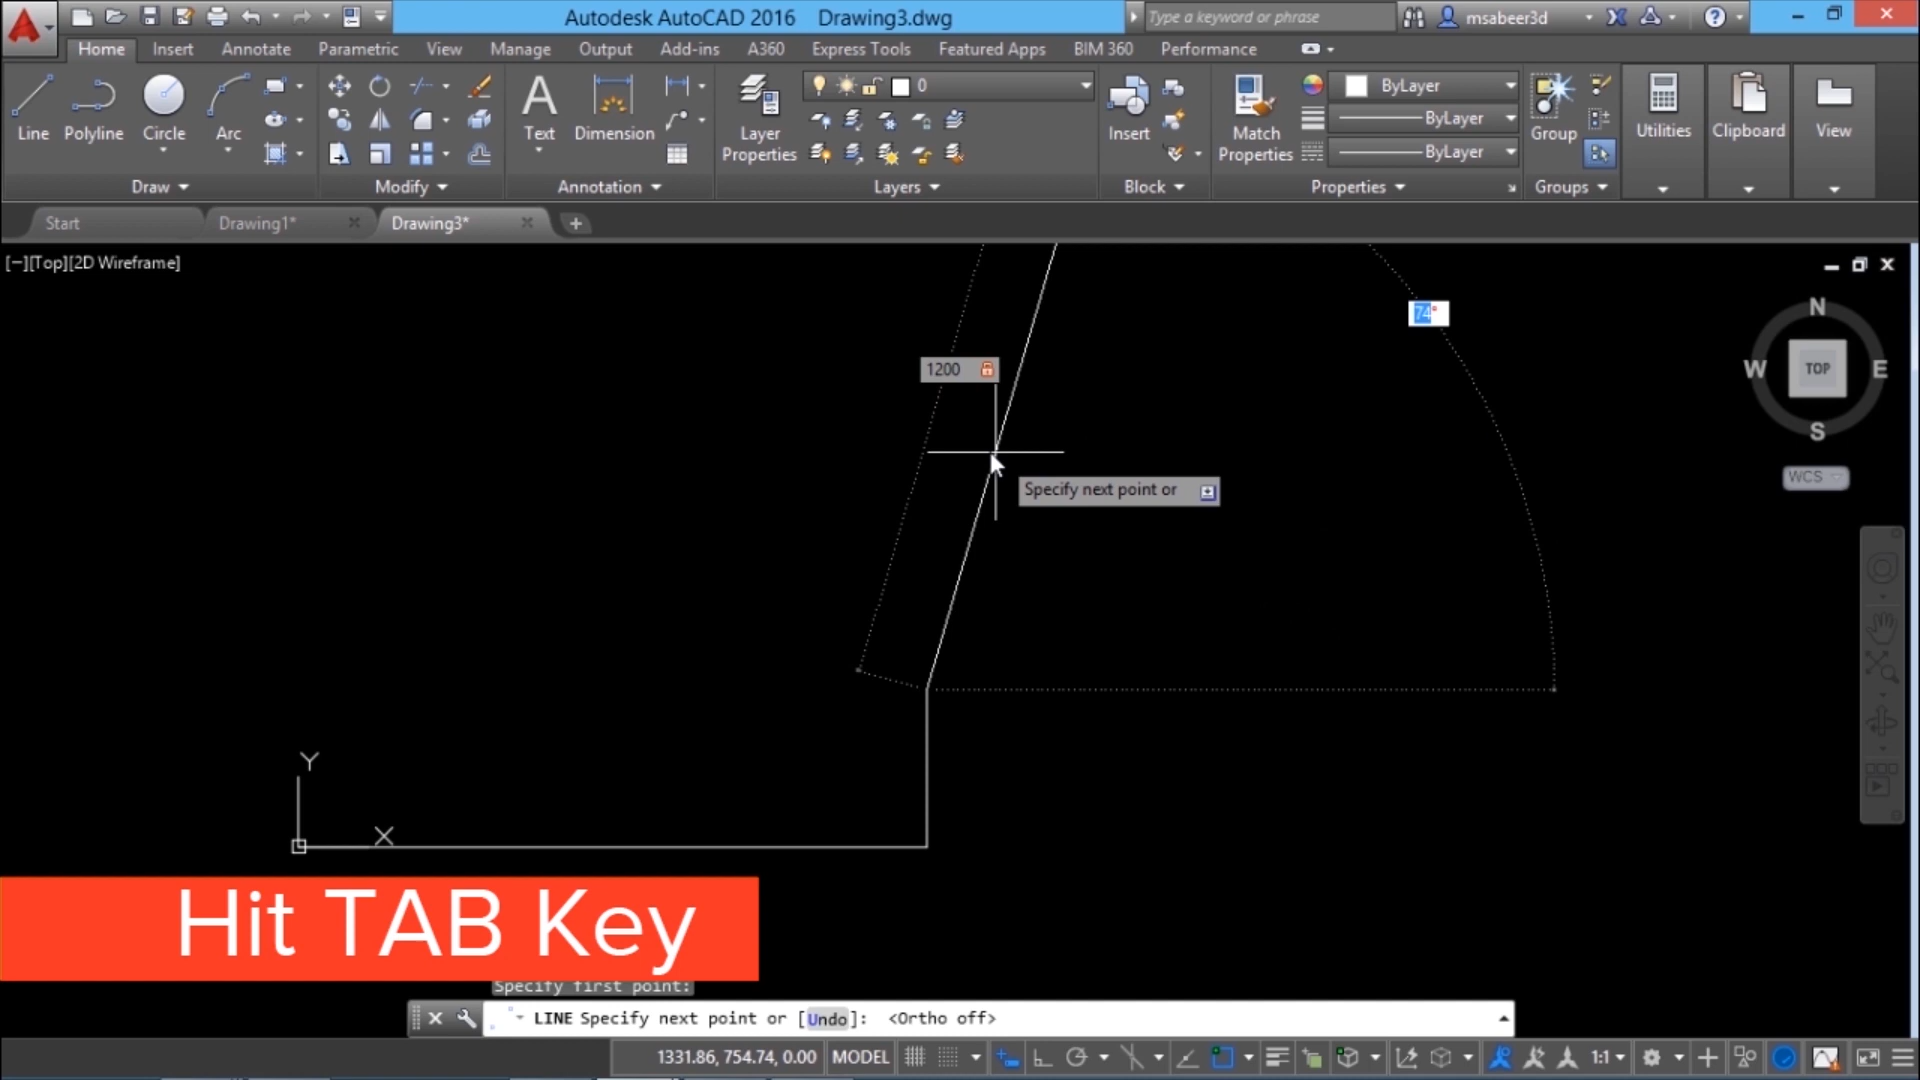 Autodesk AutoCAD 2016 Drawing3.dwg
Type a keyword or phrase
msabeer3d
Home Insert Annotate Parametric View Manage Output Add-ins A360 Express Tools Featured Apps BIM 360 Performance
Line Polyline Circle Arc
Text Dimension
Layer Properties
0
Insert
Match Properties
ByLayer
ByLayer
ByLayer
Group
Utilities
Clipboard
View
Draw Modify Annotation Layers Block Properties Groups
Start Drawing1* Drawing3*
[−][Top][2D Wireframe]
N
74°
W TOP E
S
WCS
1200
Specify next point or
Y
X
Hit TAB Key
Specify first point:
LINE Specify next point or [Undo]: <Ortho off>
1331.86, 754.74, 0.00 MODEL 1:1